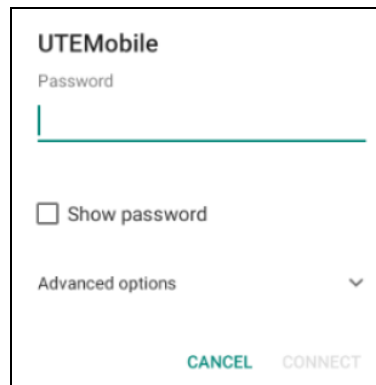 UTEMobile
Password
Show password
Advanced options
CANCEL CONNECT